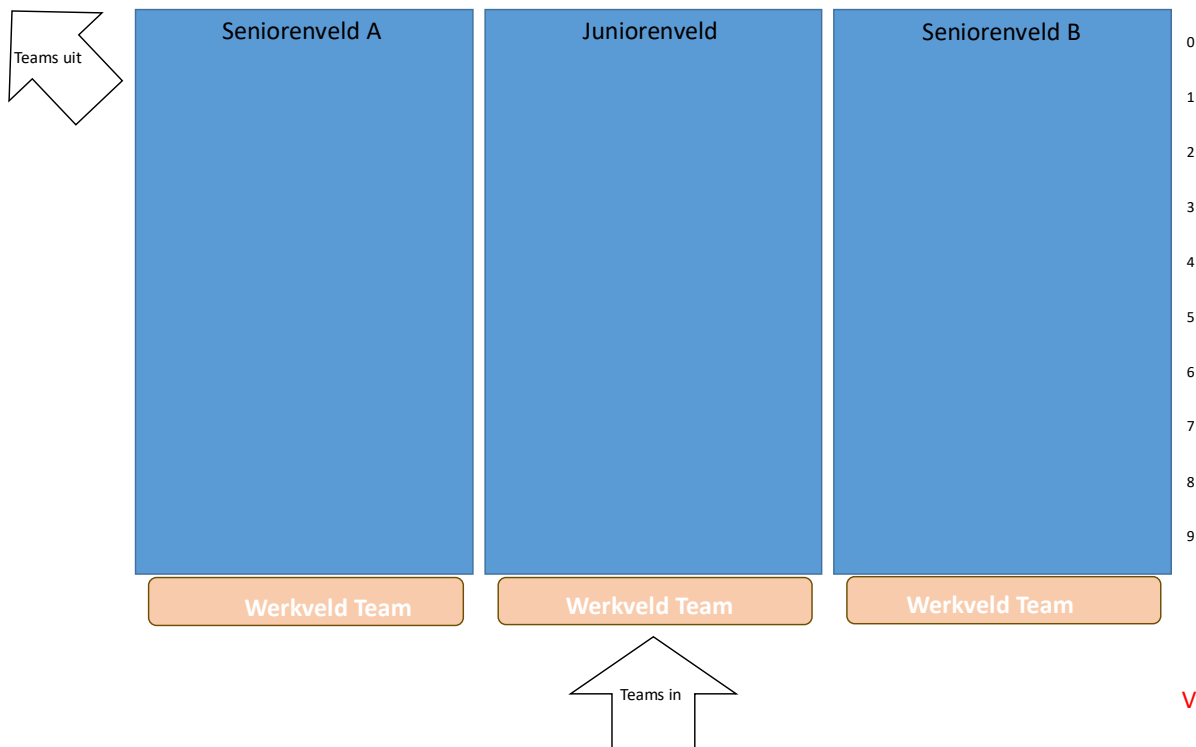 Seniorenveld A
Juniorenveld
Seniorenveld B
Teams uit
0
1
2
3
4
5
6
7
8
9
Werkveld Team
Werkveld Team
Werkveld Team
Teams in
V